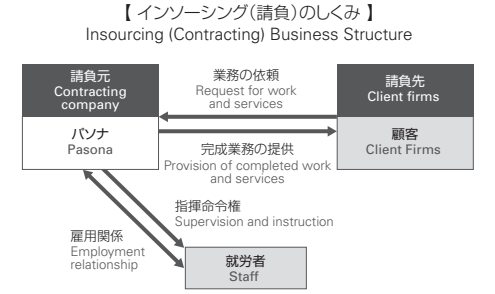 【 インソーシング(請負)のしくみ 】
Insourcing (Contracting) Business Structure
請負元
Contracting
company
パソナ
Pasona
業務の依頼
Request for work
and services
完成業務の提供
Provision of completed work
and services
請負先
Client firms
顧客
Client Firms
指揮命令権
Supervision and instruction
雇用関係
Employment
relationship
就労者
Staff